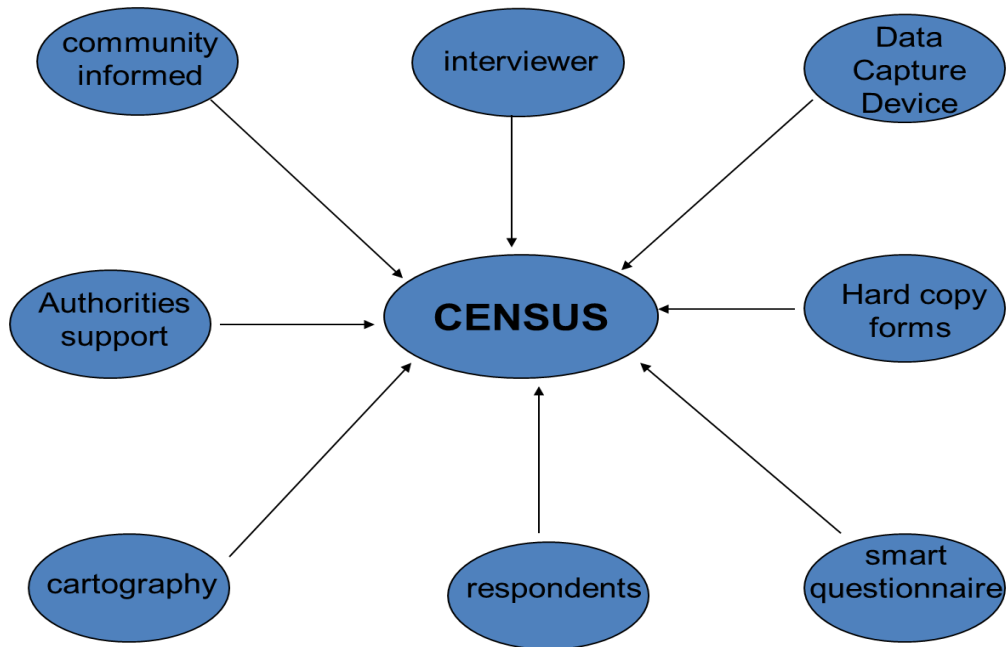 community
informed
interviewer
Data
Capture
Device
Authorities
support
CENSUS
Hard copy
forms
cartography
respondents
smart
questionnaire